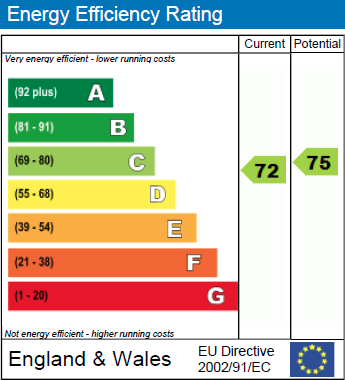 Energy Efficiency Rating
Current Potential
Very energy efficient - lower running costs
(92 plus) A
(81 - 91) B
(69 - 80) C
72 75
(55 - 68) D
(39 - 54) E
(21 - 38) F
(1 - 20) G
Not energy efficient - higher running costs
England & Wales
EU Directive
2002/91/EC